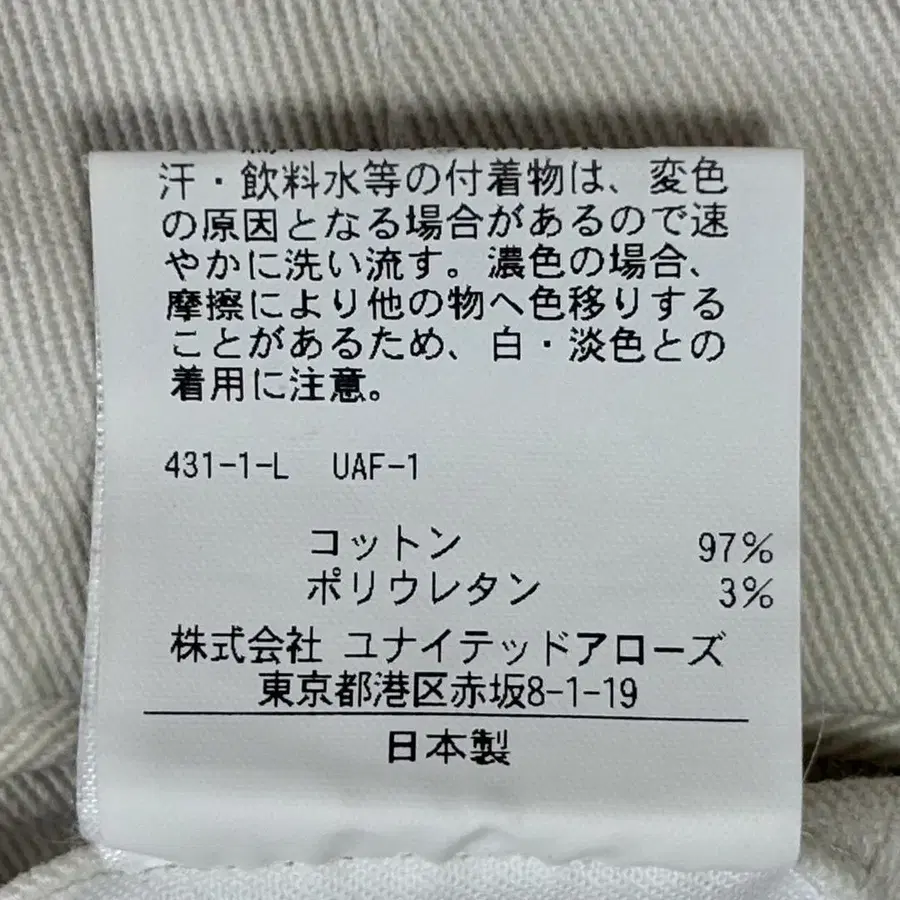 汗・飲料水等の付着物は、変色
の原因となる場合があるので速
やかに洗い流す。濃色の場合、
摩擦により他の物へ色移りする
ことがあるため、白・淡色との
着用に注意。
431-1-L UAF-1
コットン 97%
ポリウレタン 3%
株式会社 ユナイテッドアローズ
東京都港区赤坂8-1-19
日本製